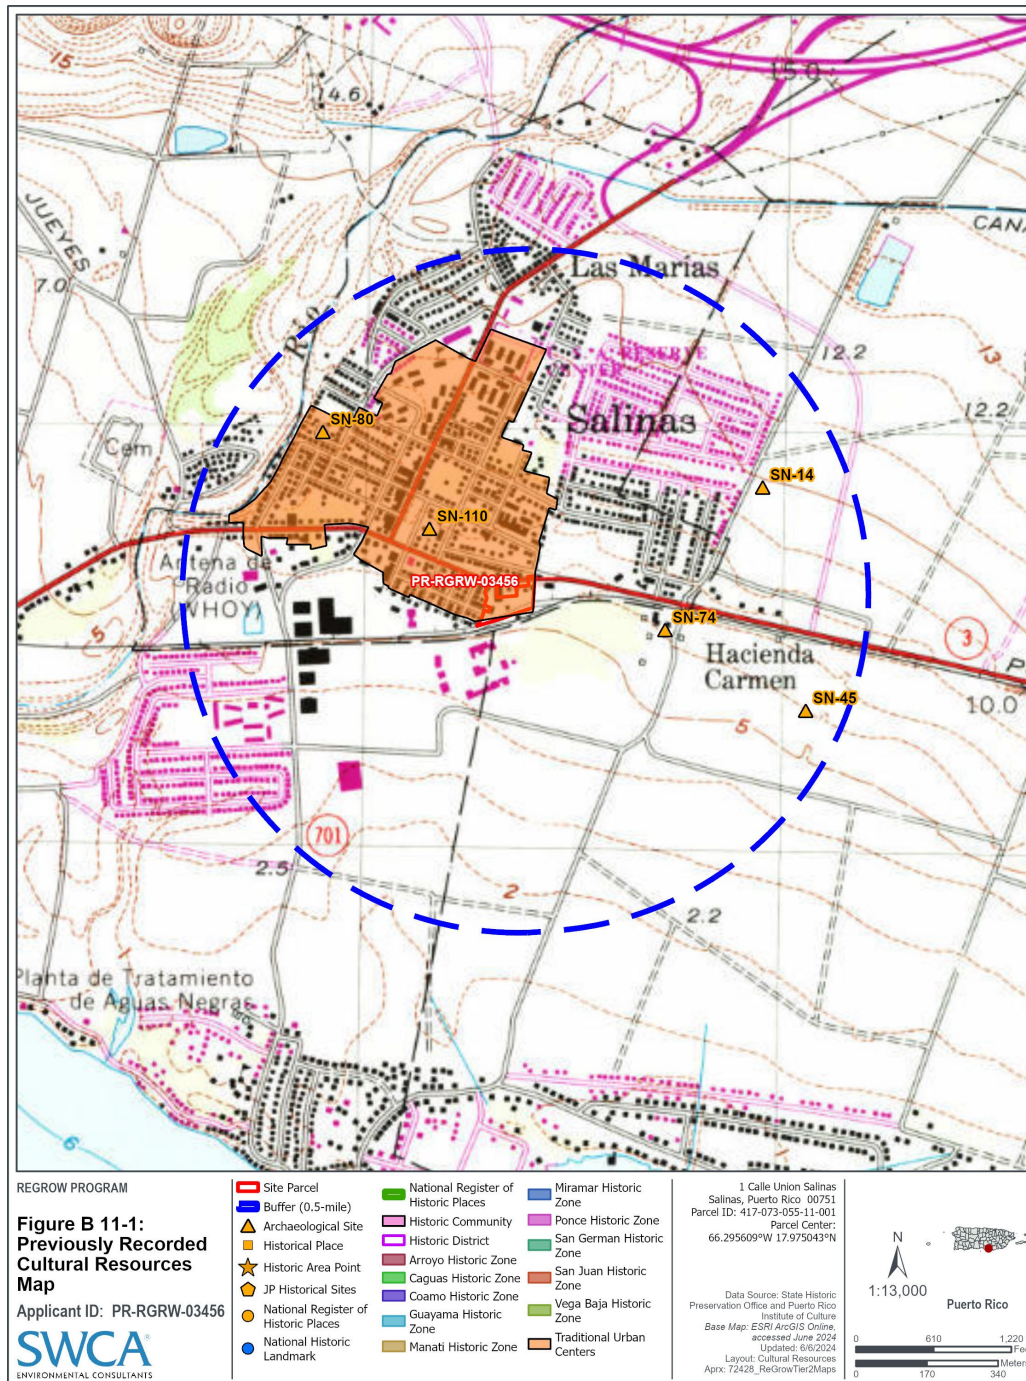 15
14.6
15 0
JUEYES
7.0
Río
Las Marías
CANA
12.2
13
U. S. A. RESERVE
CENTER
12.2
Salinas
SN-80
Cem
SN-14
SN-110
Antena de
Radio
(WHOY)
PR-RGRW-03456
SN-74
3
5
Hacienda
Carmen
P
10.0
SN-45
5
701
2.5
2
2.2
1
Planta de Tratamiento
de Aguas Negras
1
6
REGROW PROGRAM
Figure B 11-1:
Previously Recorded
Cultural Resources
Map
Applicant ID: PR-RGRW-03456
SWCA®
ENVIRONMENTAL CONSULTANTS
Site Parcel
Buffer (0.5-mile)
Archaeological Site
Historical Place
Historic Area Point
JP Historical Sites
National Register of
Historic Places
National Historic
Landmark
National Register of
Historic Places
Historic Community
Historic District
Arroyo Historic Zone
Caguas Historic Zone
Coamo Historic Zone
Guayama Historic
Zone
Manati Historic Zone
Miramar Historic
Zone
Ponce Historic Zone
San German Historic
Zone
San Juan Historic
Zone
Vega Baja Historic
Zone
Traditional Urban
Centers
1 Calle Union Salinas
Salinas, Puerto Rico 00751
Parcel ID: 417-073-055-11-001
Parcel Center:
66.295609°W 17.975043°N
Data Source: State Historic
Preservation Office and Puerto Rico
Institute of Culture
Base Map: ESRI ArcGIS Online,
accessed June 2024
Updated: 6/6/2024
Layout: Cultural Resources
Aprx: 72428_ReGrowTier2Maps
N
1:13,000
Puerto Rico
0 610 1,220
Fee
Meter
0 170 340